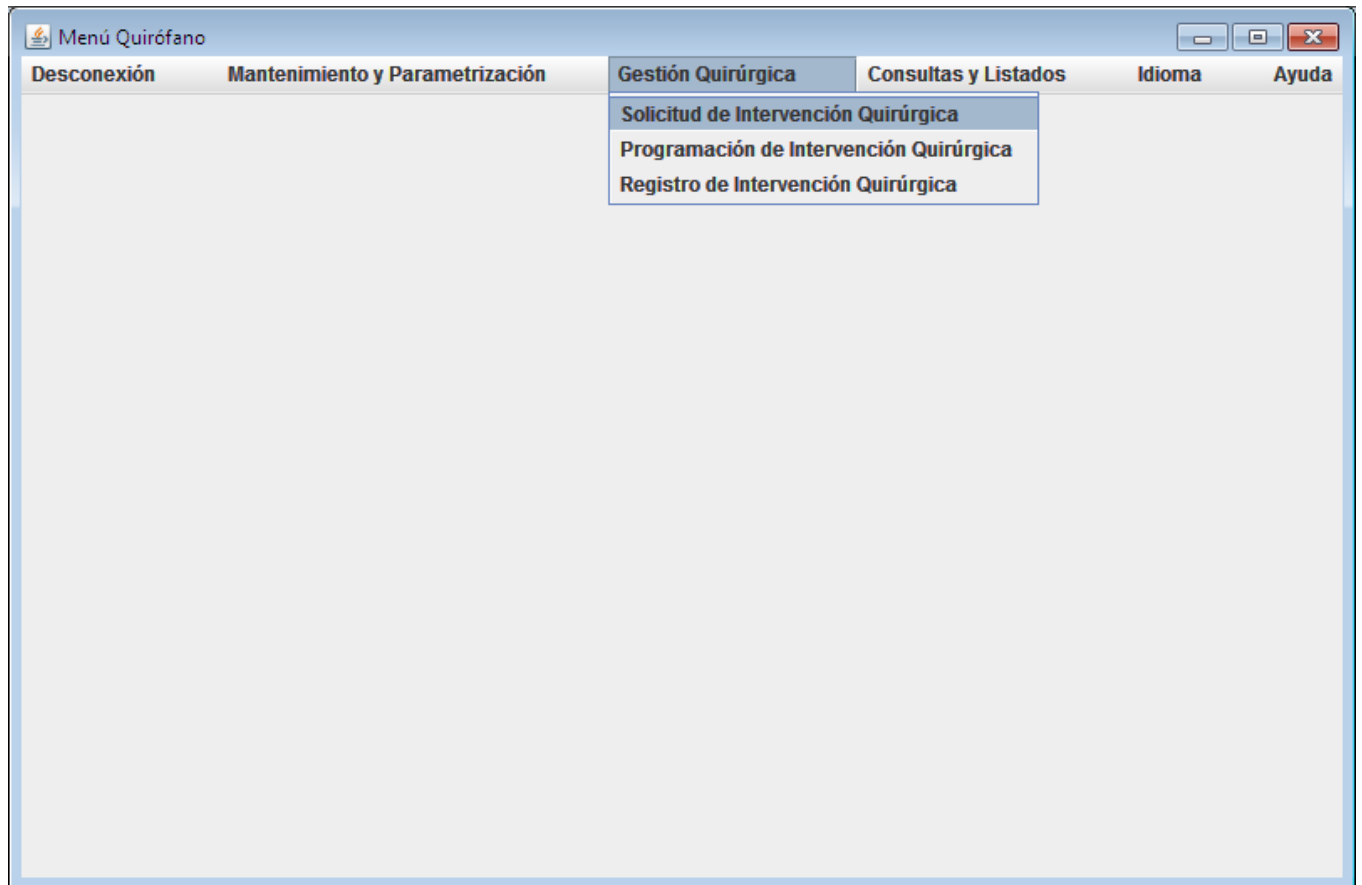 Menú Quirófano
Desconexión Mantenimiento y Parametrización Gestión Quirúrgica Consultas y Listados Idioma Ayuda
Solicitud de Intervención Quirúrgica
Programación de Intervención Quirúrgica
Registro de Intervención Quirúrgica